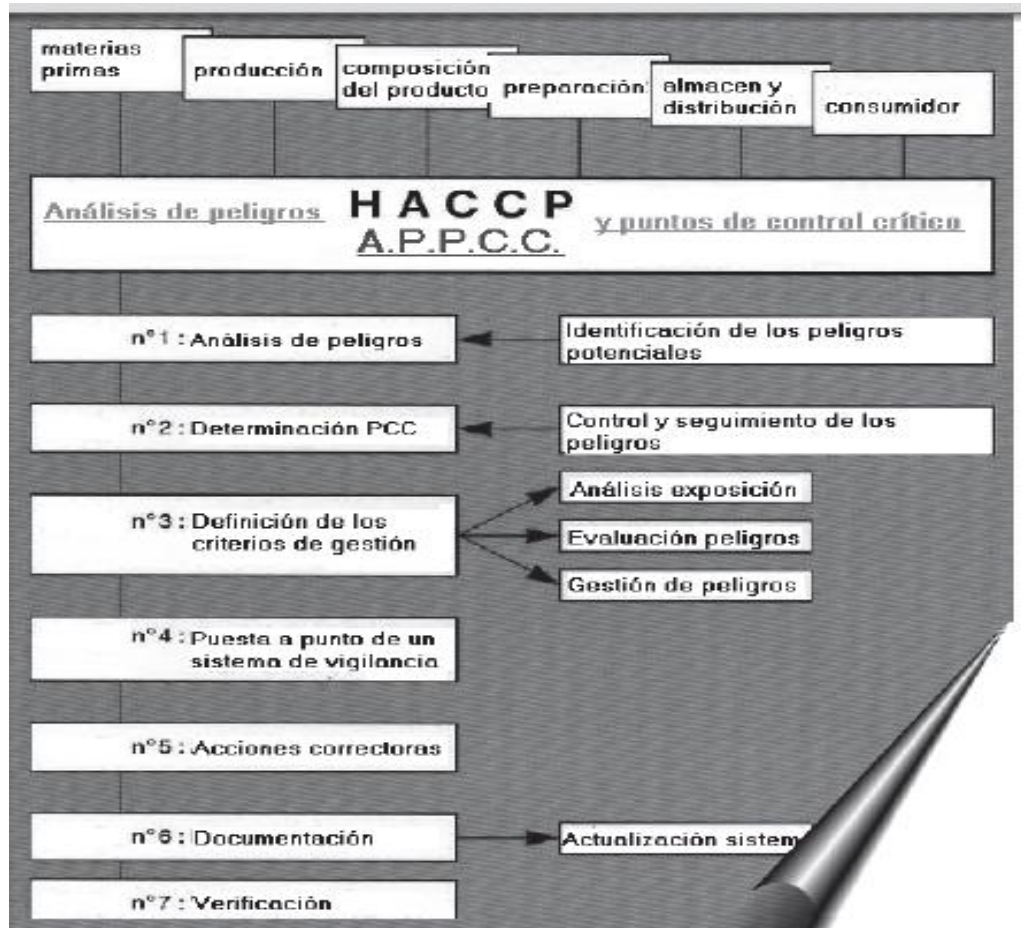 materias
primas
producción
composición
del producto
preparación
almacen y
distribución
consumidor
Análisis de peligros
H A C C P
A.P.P.C.C.
y puntos de control crítico
nº1 : Análisis de peligros
Identificación de los peligros
potenciales
nº2 : Determinación PCC
Control y seguimiento de los
peligros
nº3 : Definición de los
criterios de gestión
Análisis exposición
Evaluación peligros
Gestión de peligros
nº4 : Puesta a punto de un
sistema de vigilancia
nº5 : Acciones correctoras
nº6 : Documentación
Actualización
nº7 : Verificación